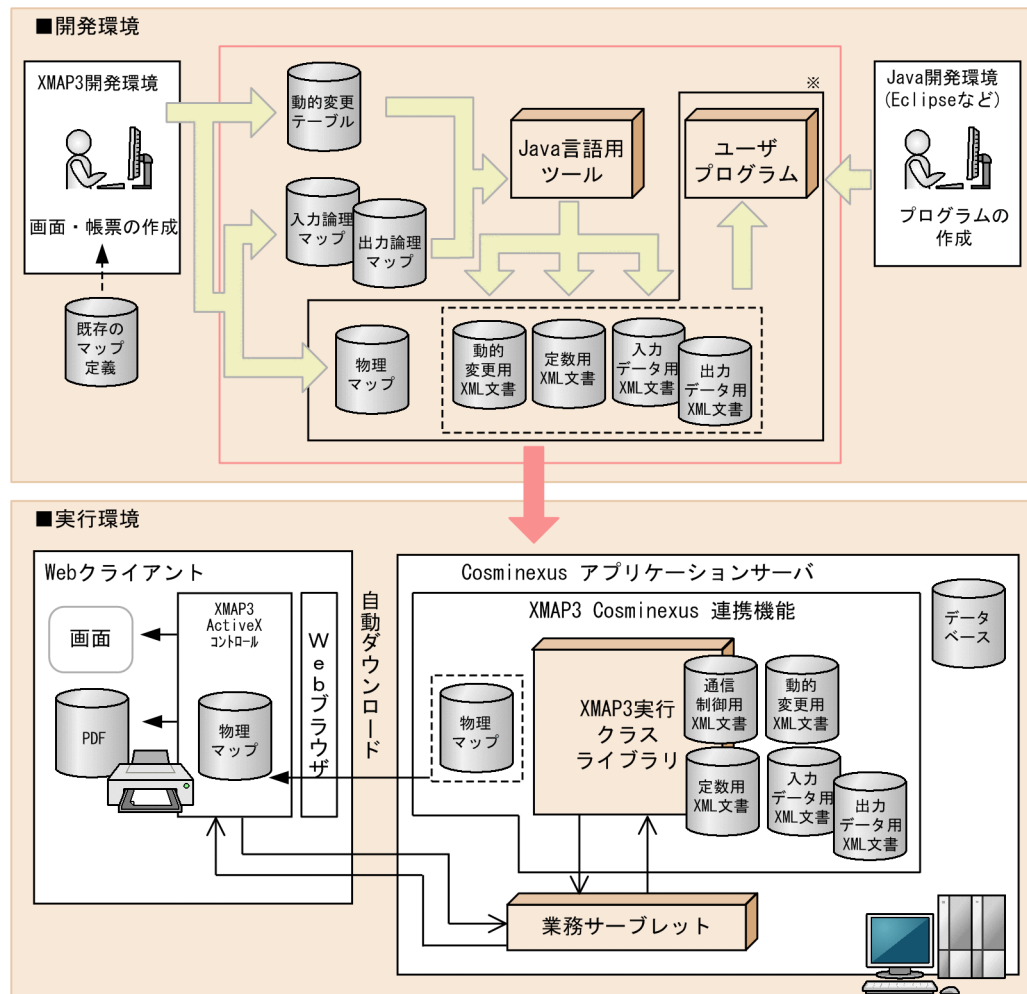 ■開発環境
XMAP3開発環境
画面・帳票の作成
既存の
マップ
定義
動的変更
テーブル
入力論理
マップ
出力論理
マップ
Java言語用
ツール
※
ユーザ
プログラム
Java開発環境
(Eclipseなど)
プログラムの
作成
物理
マップ
動的
変更用
XML文書
定数用
XML文書
入力
データ用
XML文書
出力
データ用
XML文書
■実行環境
Webクライアント
画面
PDF
XMAP3
ActiveX
コントロール
物理
マップ
Webブラウザ
自動ダウンロード
Cosminexus アプリケーションサーバ
XMAP3 Cosminexus 連携機能
物理
マップ
XMAP3実行
クラス
ライブラリ
通信
制御用
XML文書
動的
変更用
XML文書
定数用
XML文書
入力
データ用
XML文書
出力
データ用
XML文書
データ
ベース
業務サーブレット